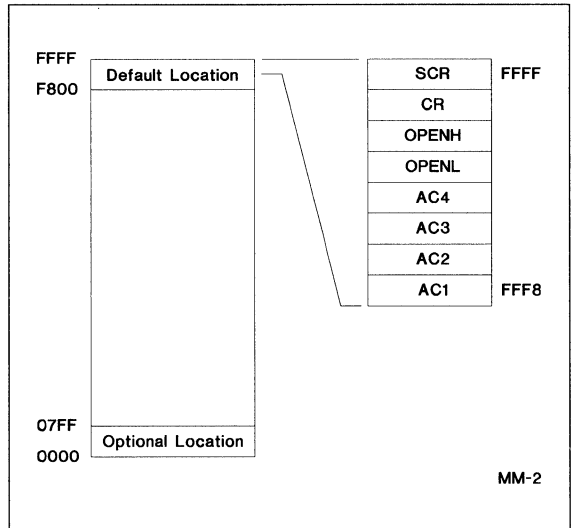 FFFF
Default Location
F800
07FF
Optional Location
0000
SCR FFFF
CR
OPENH
OPENL
AC4
AC3
AC2
AC1 FFF8
MM-2